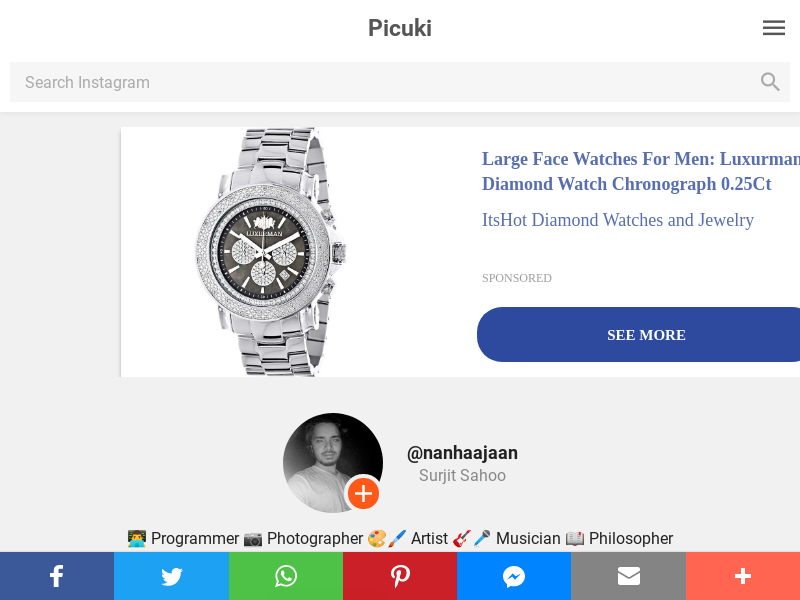 Picuki
Search Instagram
LUXURMAN
Large Face Watches For Men: Luxurman
Diamond Watch Chronograph 0.25Ct
ItsHot Diamond Watches and Jewelry
SPONSORED
SEE MORE
@nanhaajaan
Surjit Sahoo
👨‍💻 Programmer 📷 Photographer 🎨🖌️ Artist 🎸🎤 Musician 📖 Philosopher